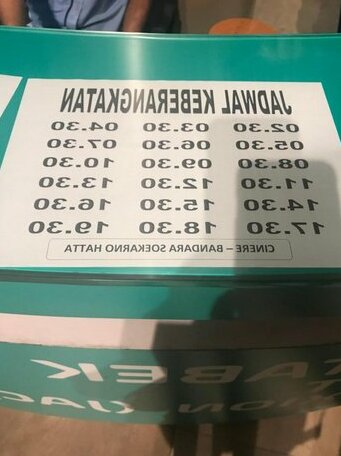 JADWAL KEBERANGKATAN
02.30 03.30 04.30
05.30 06.30 07.30
08.30 09.30 10.30
11.30 12.30 13.30
14.30 15.30 16.30
17.30 18.30 19.30
CINERE – BANDARA SOEKARNO HATTA